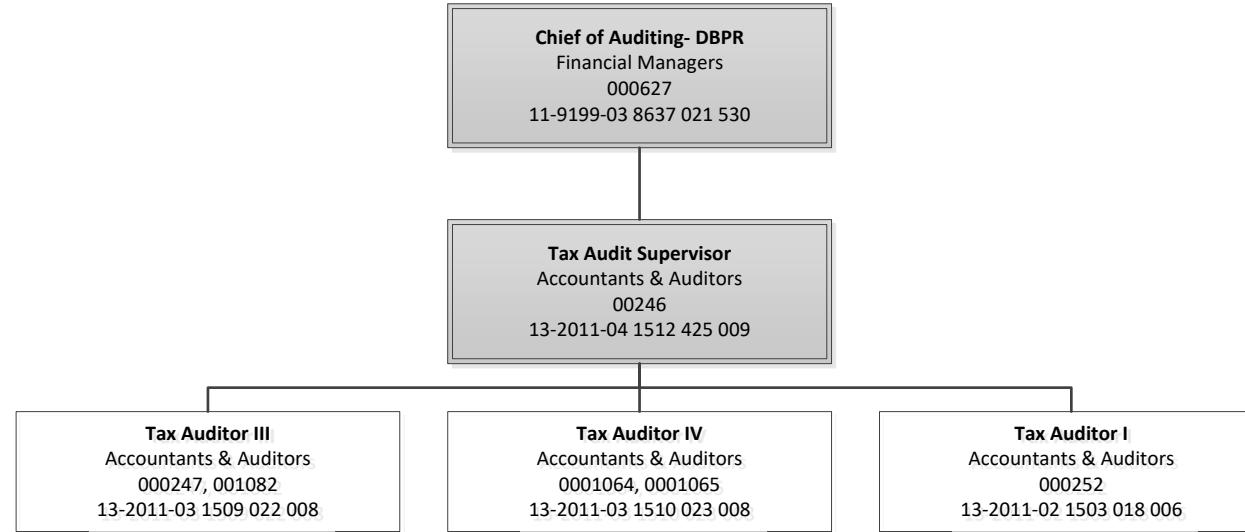 Chief of Auditing- DBPR
Financial Managers
000627
11-9199-03 8637 021 530
Tax Audit Supervisor
Accountants & Auditors
00246
13-2011-04 1512 425 009
Tax Auditor III
Accountants & Auditors
000247, 001082
13-2011-03 1509 022 008
Tax Auditor IV
Accountants & Auditors
0001064, 0001065
13-2011-03 1510 023 008
Tax Auditor I
Accountants & Auditors
000252
13-2011-02 1503 018 006